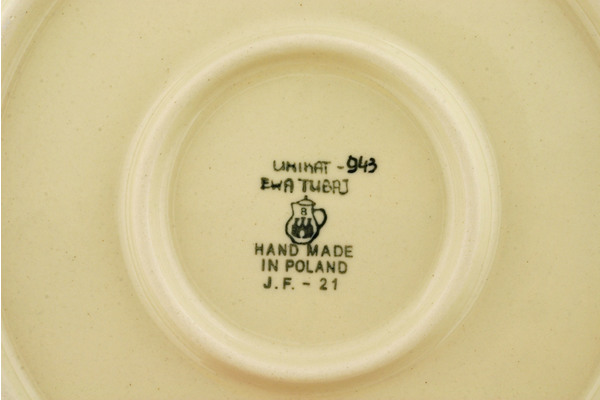 UNIKAT - 943
EWA TUBAJ
B
HAND MADE
IN POLAND
J.F. - 21